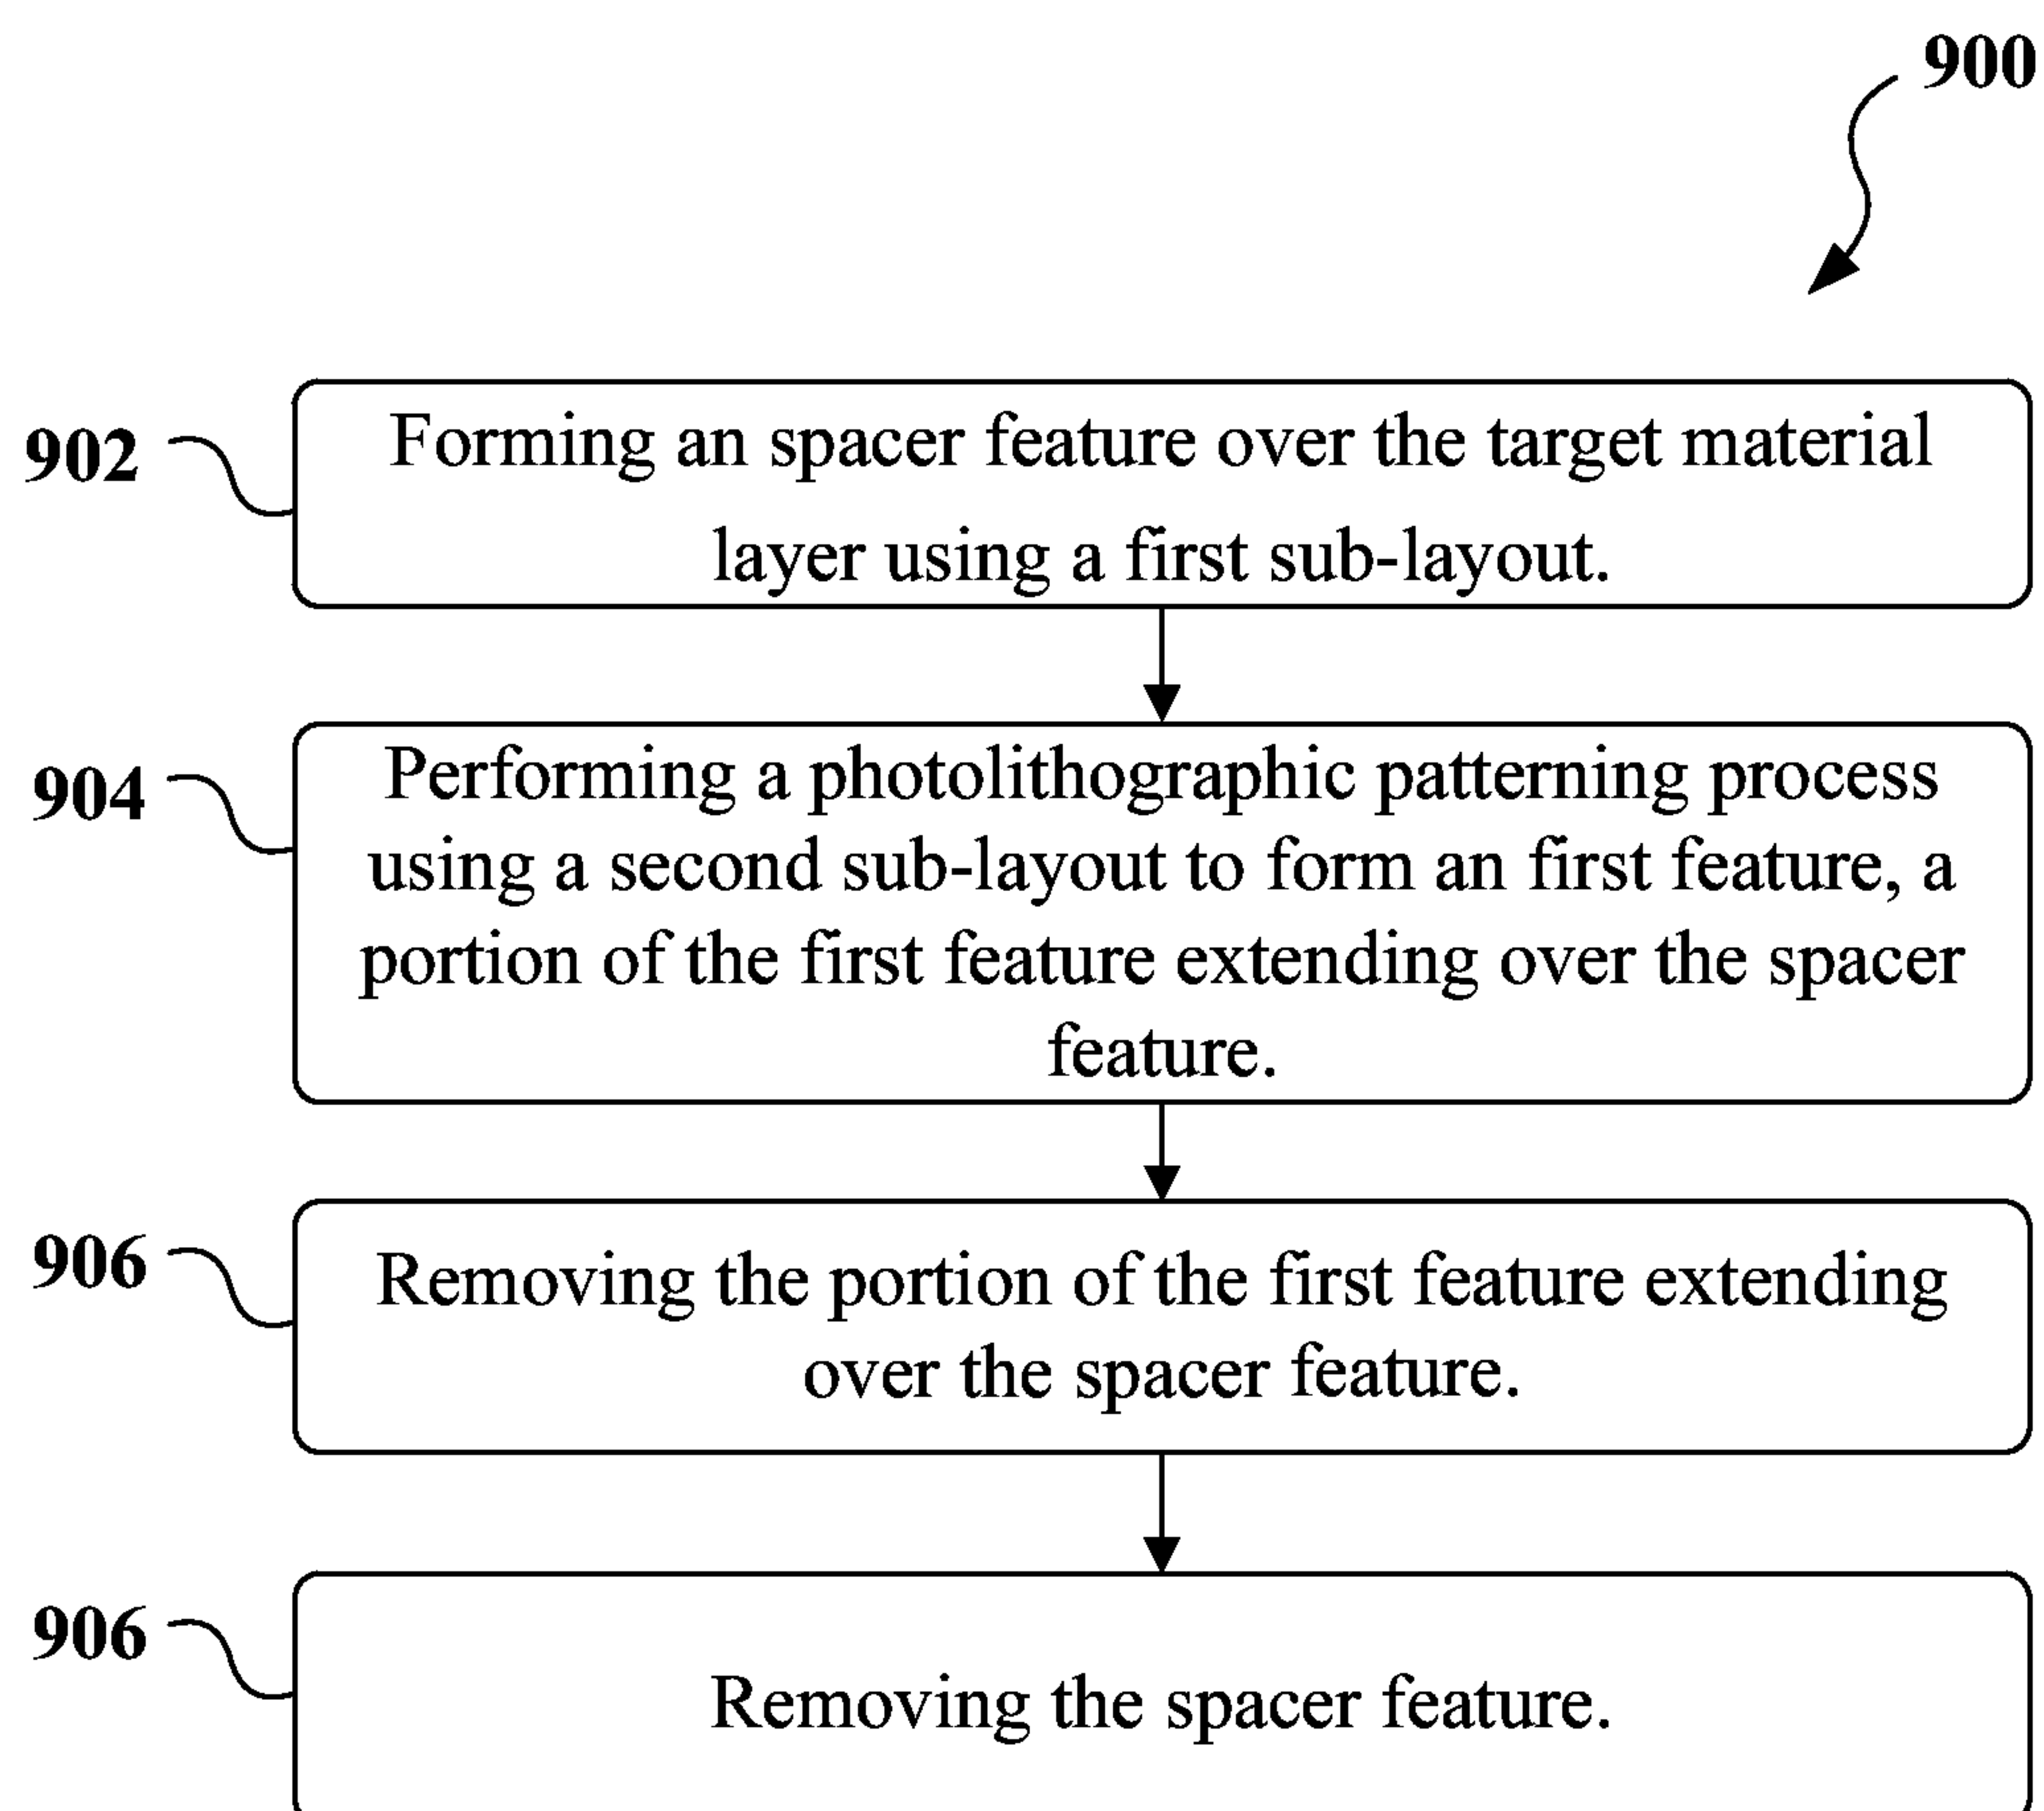 900
902
Forming an spacer feature over the target material
layer using a first sub-layout.
904
Performing a photolithographic patterning process
using a second sub-layout to form an first feature, a
portion of the first feature extending over the spacer
feature.
906
Removing the portion of the first feature extending
over the spacer feature.
906
Removing the spacer feature.